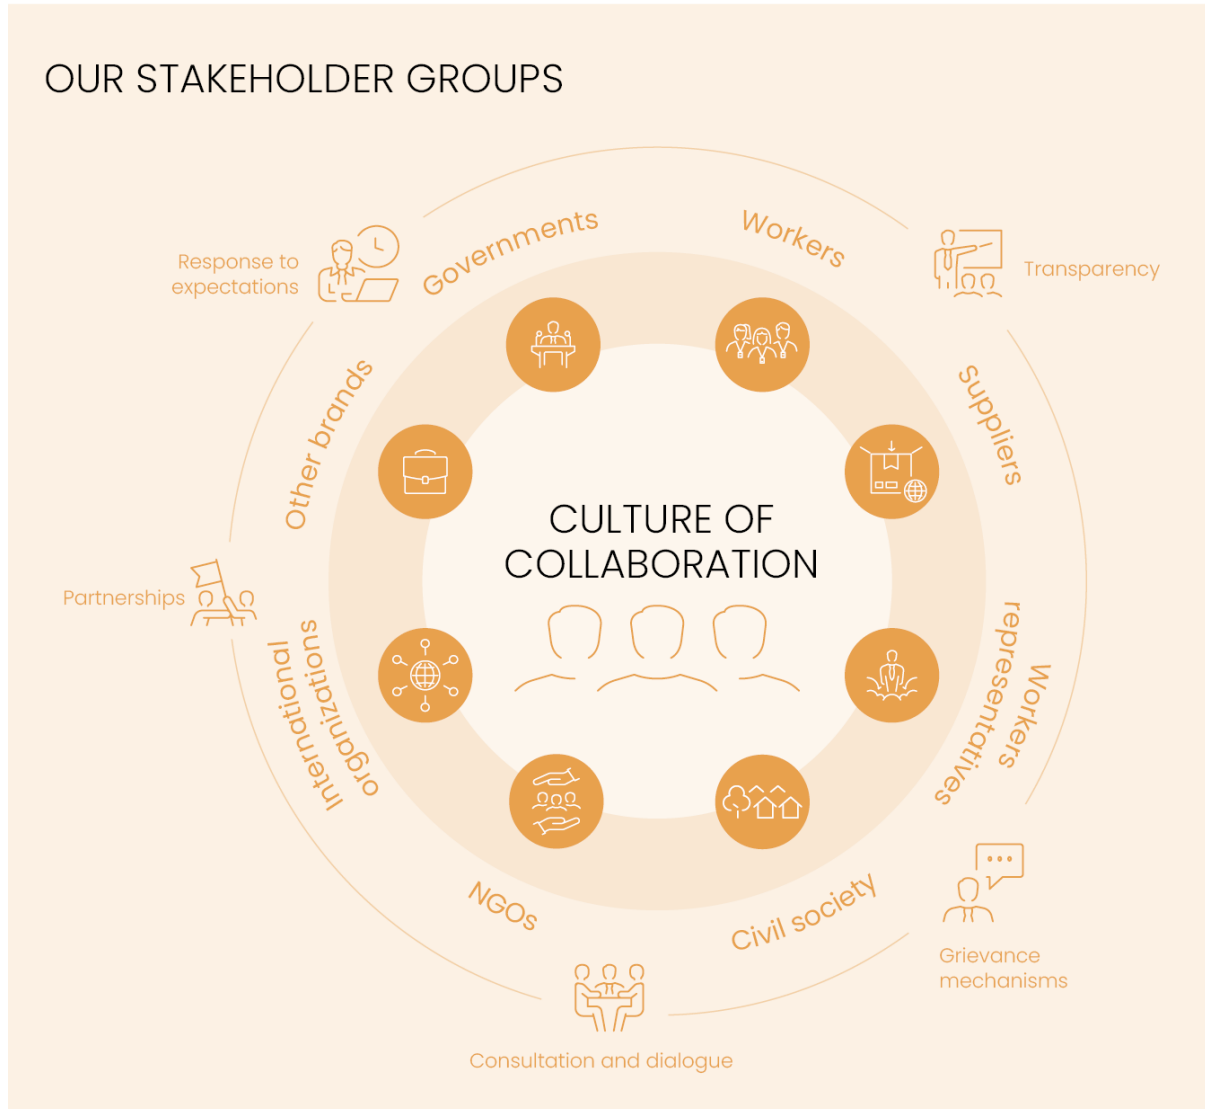 OUR STAKEHOLDER GROUPS
Governments
Workers
Response to
expectations
Transparency
Other brands
Suppliers
CULTURE OF
COLLABORATION
Partnerships
International
organizations
Workers
representatives
NGOs
Civil society
Grievance
mechanisms
Consultation and dialogue